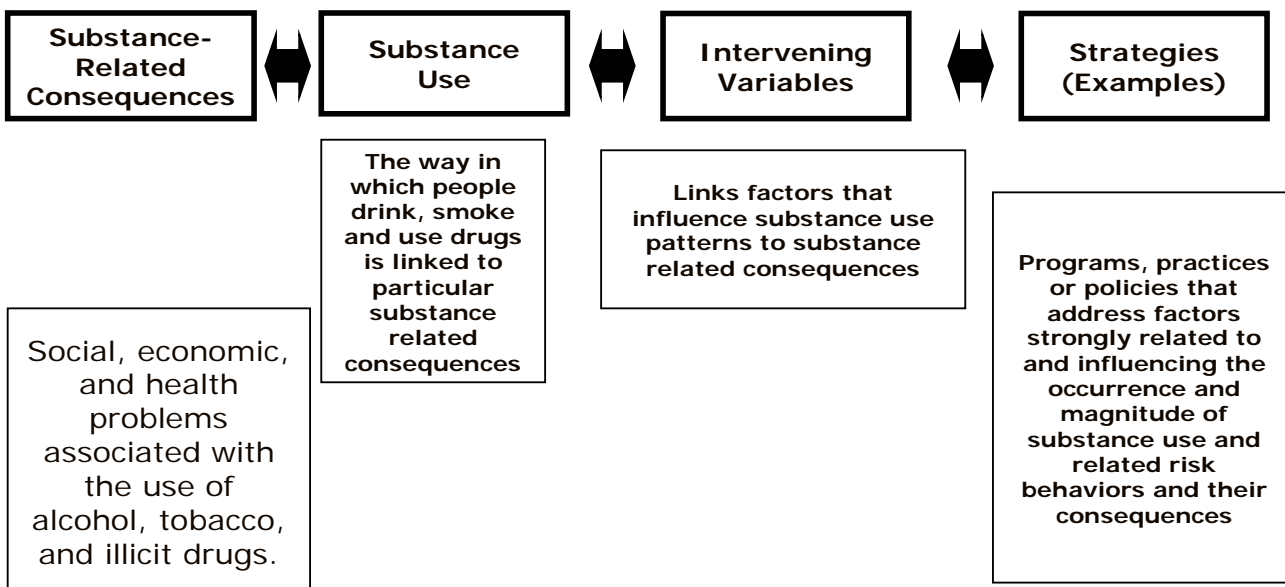 Substance-
Related
Consequences
Substance
Use
Intervening
Variables
Strategies
(Examples)
The way in
which people
drink, smoke
and use drugs
is linked to
particular
substance
related
consequences
Links factors that
influence substance use
patterns to substance
related consequences
Programs, practices
or policies that
address factors
strongly related to
and influencing the
occurrence and
magnitude of
substance use and
related risk
behaviors and their
consequences
Social, economic,
and health
problems
associated with
the use of
alcohol, tobacco,
and illicit drugs.